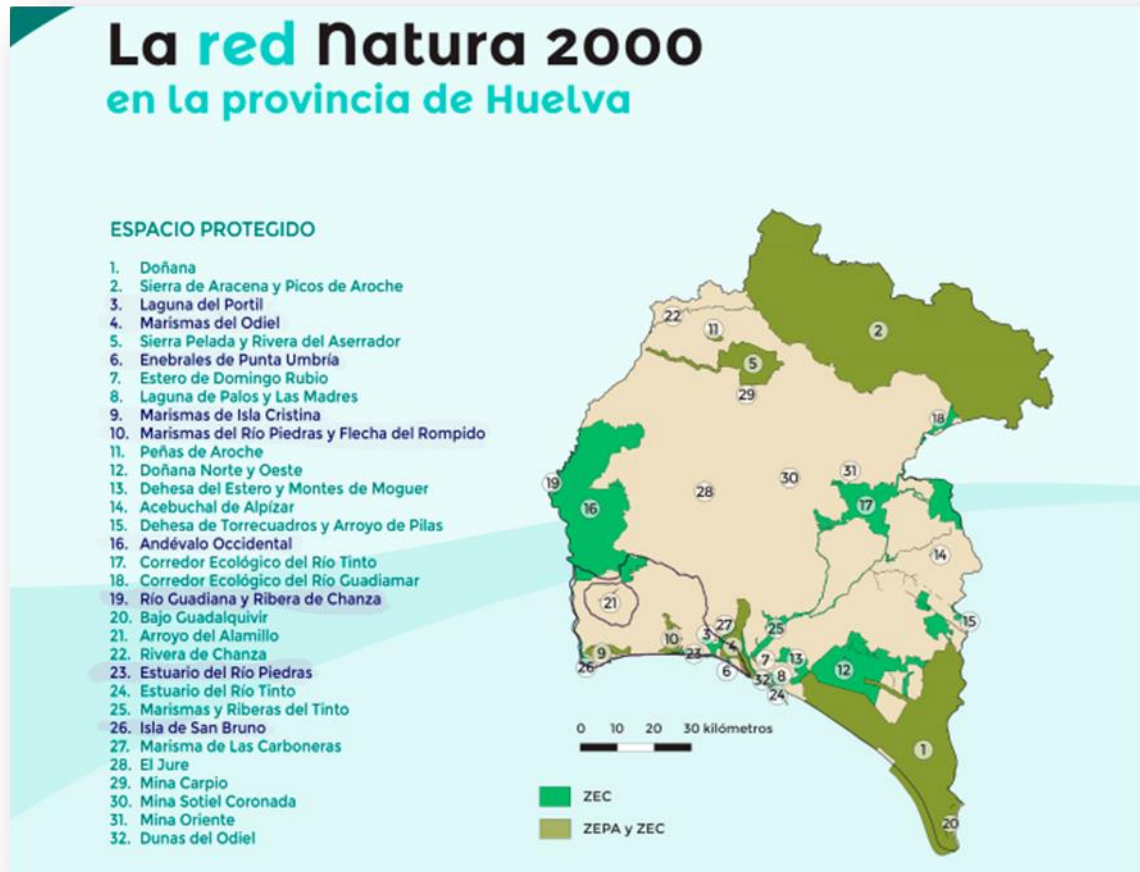 La red Natura 2000
en la provincia de Huelva
ESPACIO PROTEGIDO
1. Doñana
2. Sierra de Aracena y Picos de Aroche
3. Laguna del Portil
4. Marismas del Odiel
5. Sierra Pelada y Rivera del Aserrador
6. Enebrales de Punta Umbría
7. Estero de Domingo Rubio
8. Laguna de Palos y Las Madres
9. Marismas de Isla Cristina
10. Marismas del Río Piedras y Flecha del Rompido
11. Peñas de Aroche
12. Doñana Norte y Oeste
13. Dehesa del Estero y Montes de Moguer
14. Acebuchal de Alpízar
15. Dehesa de Torrecuadros y Arroyo de Pilas
16. Andévalo Occidental
17. Corredor Ecológico del Río Tinto
18. Corredor Ecológico del Río Guadiamar
19. Río Guadiana y Ribera de Chanza
20. Bajo Guadalquivir
21. Arroyo del Alamillo
22. Rivera de Chanza
23. Estuario del Río Piedras
24. Estuario del Río Tinto
25. Marismas y Riberas del Tinto
26. Isla de San Bruno
27. Marisma de Las Carboneras
28. El Jure
29. Mina Carpio
30. Mina Sotiel Coronada
31. Mina Oriente
32. Dunas del Odiel
22
11
2
5
29
18
19
16
28
30
31
17
14
21
15
27
25
10
3
4
9
23
7
13
26
6
32
8
12
24
1
20
0 10 20 30 kilómetros
ZEC
ZEPA y ZEC